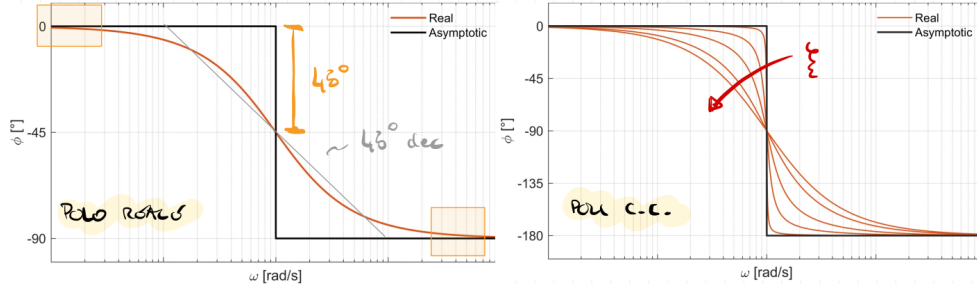 Real
Asymptotic
0
-45
-90
ϕ [°]
ω [rad/s]
45°
~ 45° dec
POLO REALE
Real
Asymptotic
0
-45
-90
-135
-180
ϕ [°]
ω [rad/s]
ξ
POLI C.C.